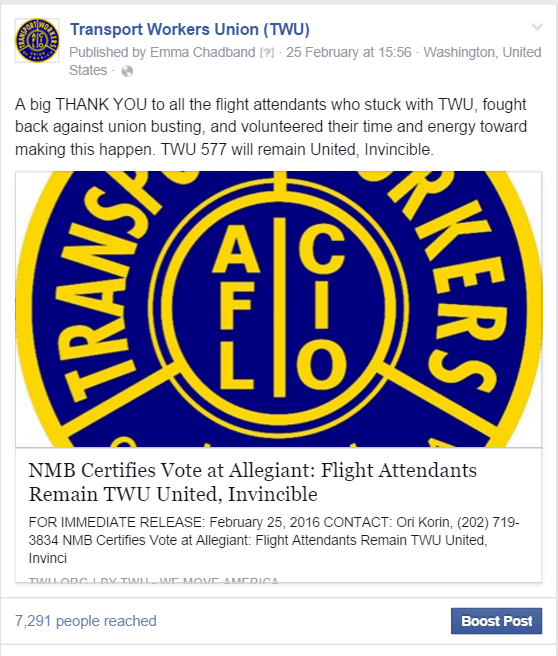 TRANSPORT WORKERS
AFL CIO
Transport Workers Union (TWU)
Published by Emma Chadband [?] · 25 February at 15:56 · Washington, United
States ·
A big THANK YOU to all the flight attendants who stuck with TWU, fought
back against union busting, and volunteered their time and energy toward
making this happen. TWU 577 will remain United, Invincible.
TRANSPO
ORKERS
AFL
CIO
NMB Certifies Vote at Allegiant: Flight Attendants
Remain TWU United, Invincible
FOR IMMEDIATE RELEASE: February 25, 2016 CONTACT: Ori Korin, (202) 719-
3834 NMB Certifies Vote at Allegiant: Flight Attendants Remain TWU United,
Invinci
TWU.ORG | BY TWU - WE MOVE AMERICA
7,291 people reached
Boost Post